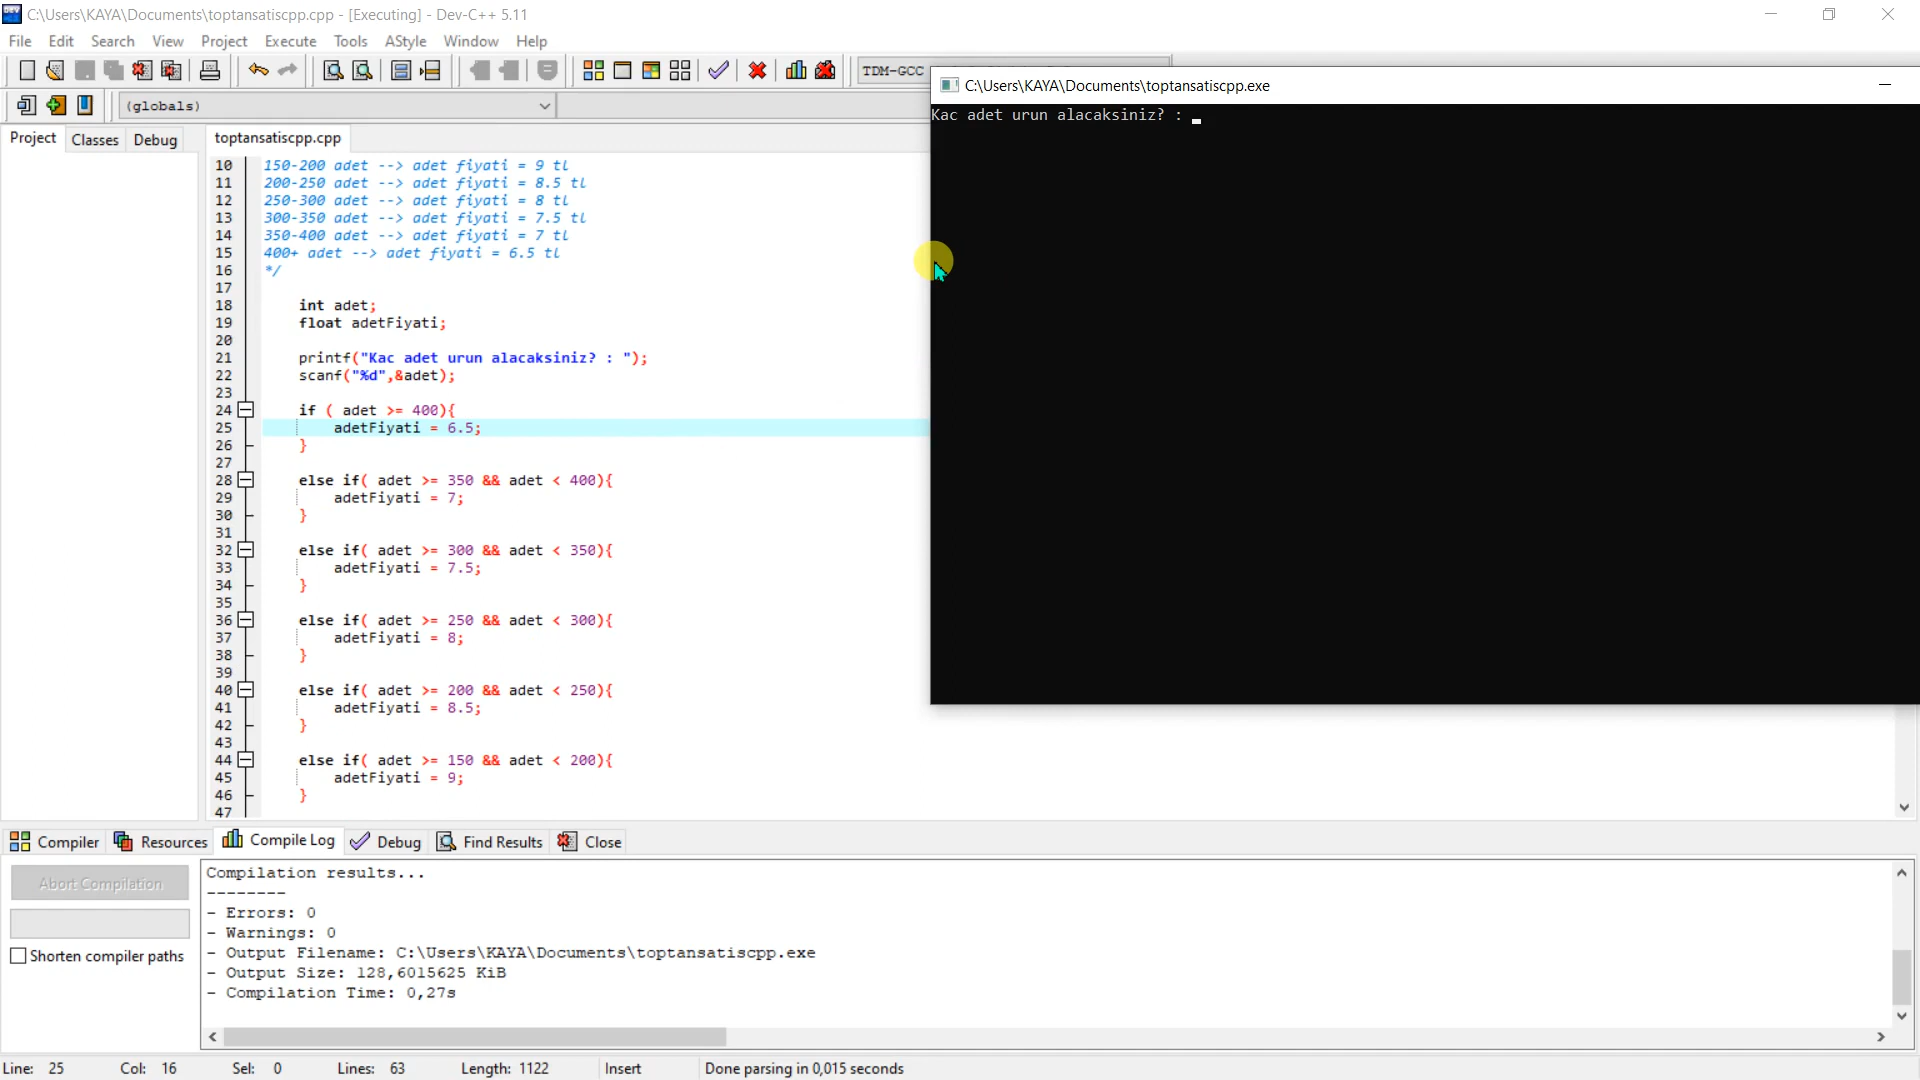 C:\Users\KAYA\Documents\toptansatiscpp.cpp - [Executing] - Dev-C++ 5.11
File Edit Search View Project Execute Tools AStyle Window Help
TDM-GCC
(globals)
Project Classes Debug
toptansatiscpp.cpp
10 150-200 adet --> adet fiyati = 9 tl
11 200-250 adet --> adet fiyati = 8.5 tl
12 250-300 adet --> adet fiyati = 8 tl
13 300-350 adet --> adet fiyati = 7.5 tl
14 350-400 adet --> adet fiyati = 7 tl
15 400+ adet --> adet fiyati = 6.5 tl
16 */
17
18 int adet;
19 float adetFiyati;
20
21 printf("Kac adet urun alacaksiniz? : ");
22 scanf("%d",&adet);
23
24 if ( adet >= 400){
25 adetFiyati = 6.5;
26 }
27
28 else if( adet >= 350 && adet < 400){
29 adetFiyati = 7;
30 }
31
32 else if( adet >= 300 && adet < 350){
33 adetFiyati = 7.5;
34 }
35
36 else if( adet >= 250 && adet < 300){
37 adetFiyati = 8;
38 }
39
40 else if( adet >= 200 && adet < 250){
41 adetFiyati = 8.5;
42 }
43
44 else if( adet >= 150 && adet < 200){
45 adetFiyati = 9;
46 }
47
C:\Users\KAYA\Documents\toptansatiscpp.exe
Kac adet urun alacaksiniz? :
Compiler Resources Compile Log Debug Find Results Close
Abort Compilation
Shorten compiler paths
Compilation results...
--------
- Errors: 0
- Warnings: 0
- Output Filename: C:\Users\KAYA\Documents\toptansatiscpp.exe
- Output Size: 128,6015625 KiB
- Compilation Time: 0,27s
Line: 25 Col: 16 Sel: 0 Lines: 63 Length: 1122 Insert Done parsing in 0,015 seconds